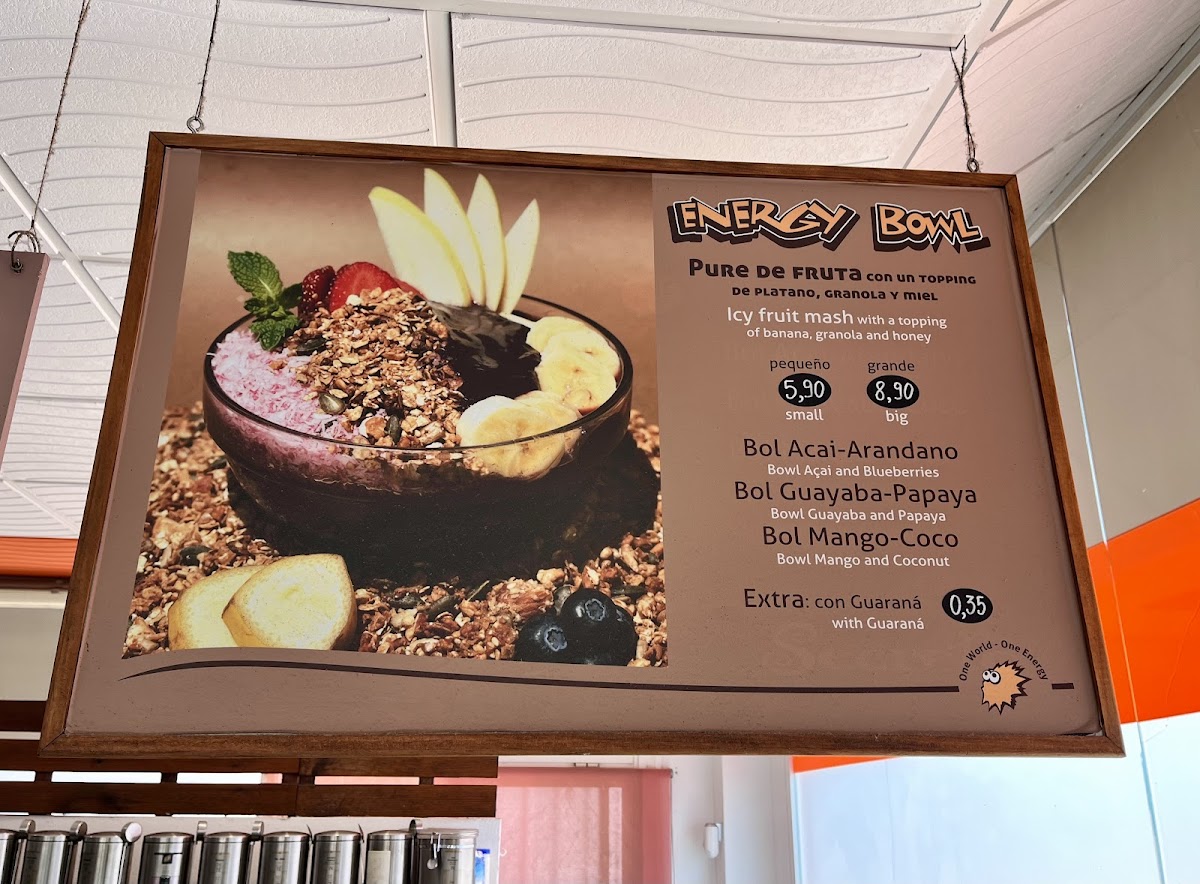 ENERGY BOWL
PURE DE FRUTA CON UN TOPPING
DE PLATANO, GRANOLA Y MIEL
Icy fruit mash with a topping
of banana, granola and honey
pequeño grande
5,90 8,90
small big
Bol Acai-Arandano
Bowl Açai and Blueberries
Bol Guayaba-Papaya
Bowl Guayaba and Papaya
Bol Mango-Coco
Bowl Mango and Coconut
Extra: con Guaraná 0,35
with Guaraná
One World - One Energy